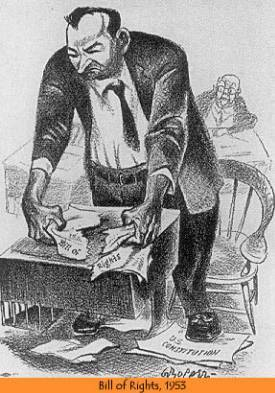 Bill of
Rights
U.S.
CONSTITUTION
GROPPER-
Bill of Rights, 1953